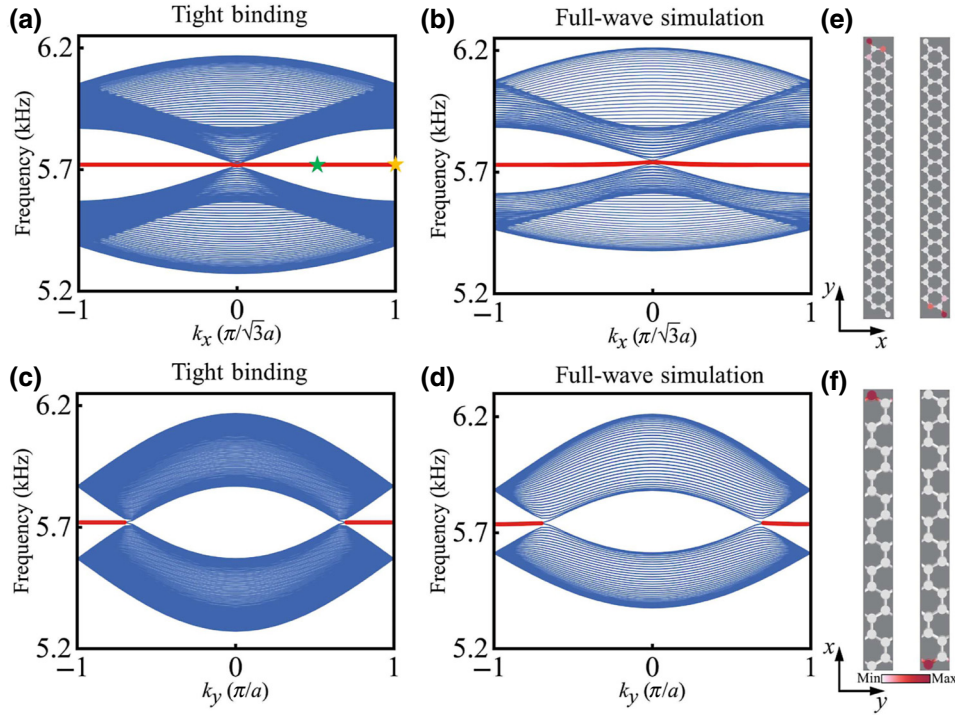 (a) Tight binding
Frequency (kHz)
6.2
5.7
5.2
−1 0 1
kx (π/√3a)
(b) Full-wave simulation
Frequency (kHz)
6.2
5.7
5.2
−1 0 1
kx (π/√3a)
(e)
y
x
(c) Tight binding
Frequency (kHz)
6.2
5.7
5.2
−1 0 1
ky (π/a)
(d) Full-wave simulation
Frequency (kHz)
6.2
5.7
5.2
−1 0 1
ky (π/a)
(f)
x
y
Min Max